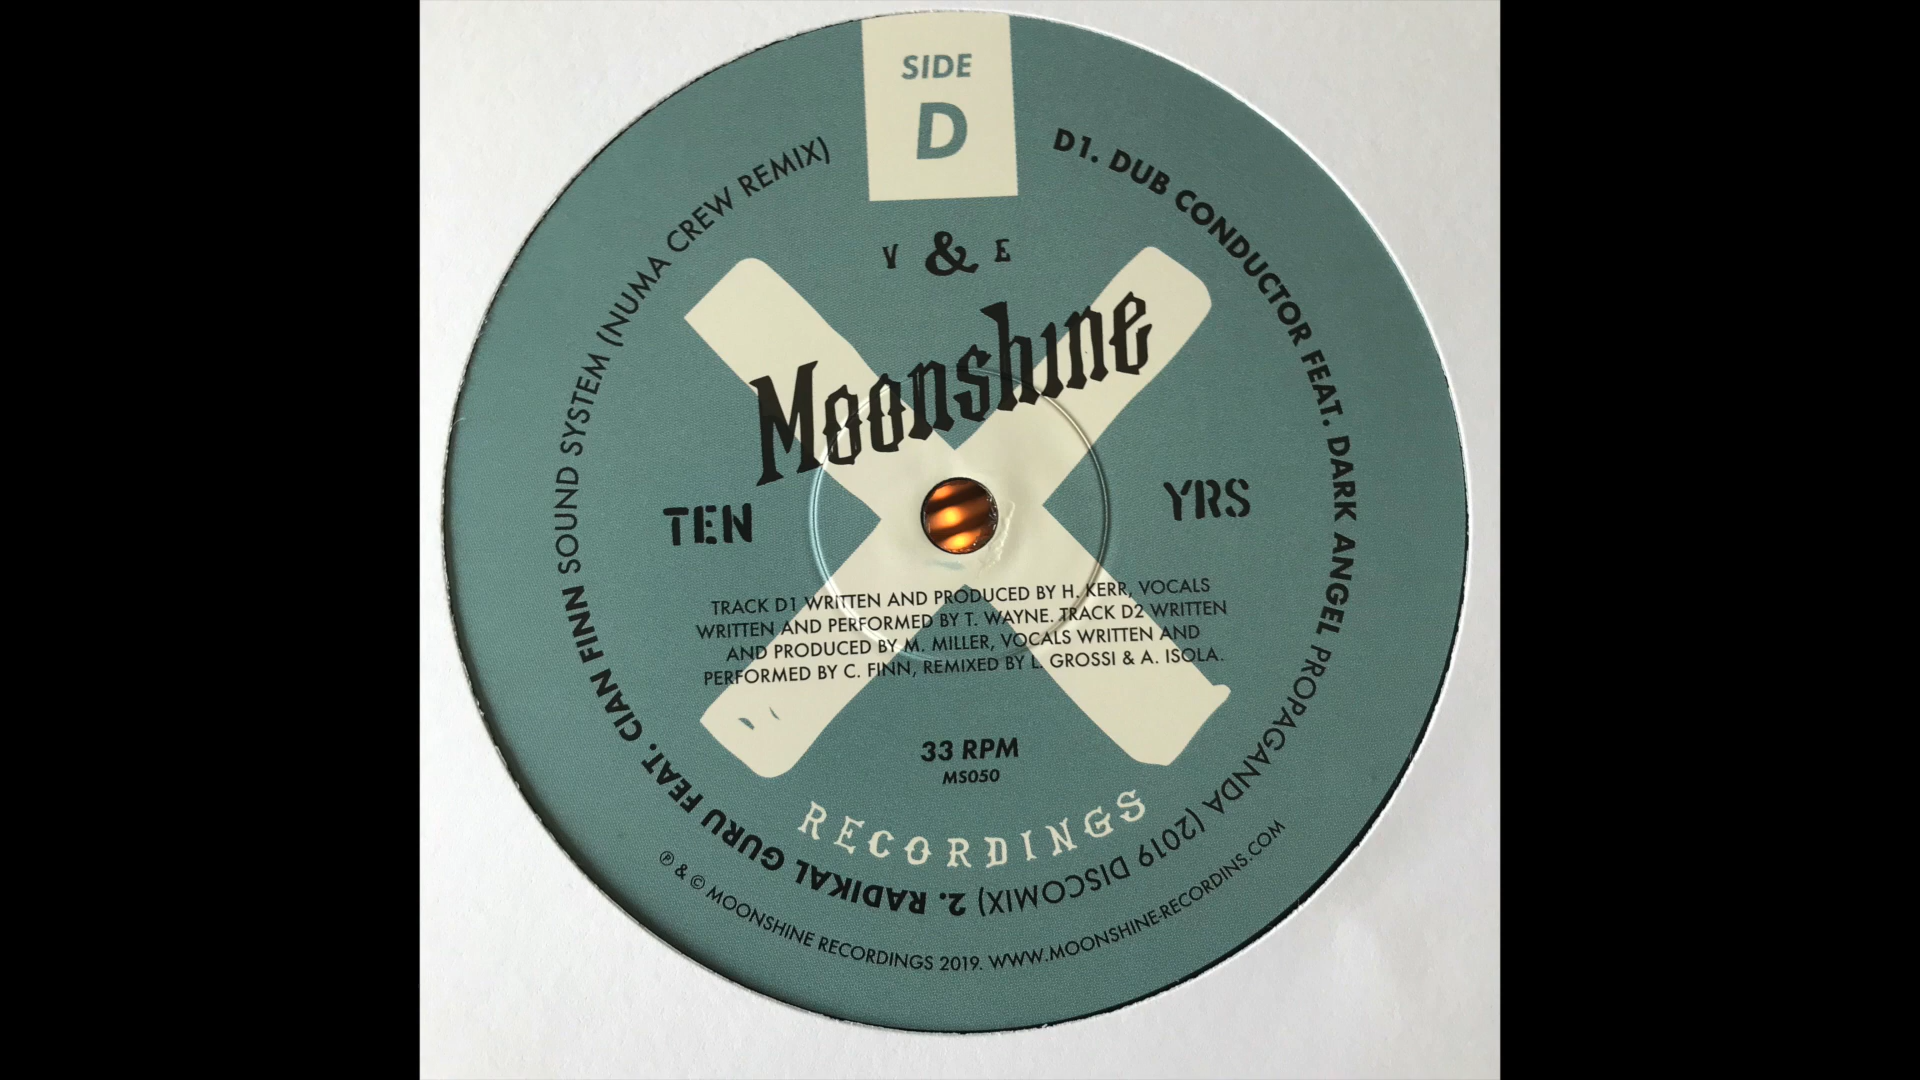 SIDE
D
V & E
Moonshine
TEN
YRS
TRACK D1 WRITTEN AND PRODUCED BY H. KERR, VOCALS
WRITTEN AND PERFORMED BY T. WAYNE. TRACK D2 WRITTEN
AND PRODUCED BY M. MILLER, VOCALS WRITTEN AND
PERFORMED BY C. FINN, REMIXED BY L. GROSSI & A. ISOLA.
33 RPM
MS050
RECORDINGS
D1. DUB CONDUCTOR FEAT. DARK ANGEL PROPAGANDA (2019 DISCOMIX)
2. RADIKAL GURU FEAT. CIAN FINN SOUND SYSTEM (NUMA CREW REMIX)
℗ & © MOONSHINE RECORDINGS 2019. WWW.MOONSHINE-RECORDINS.COM